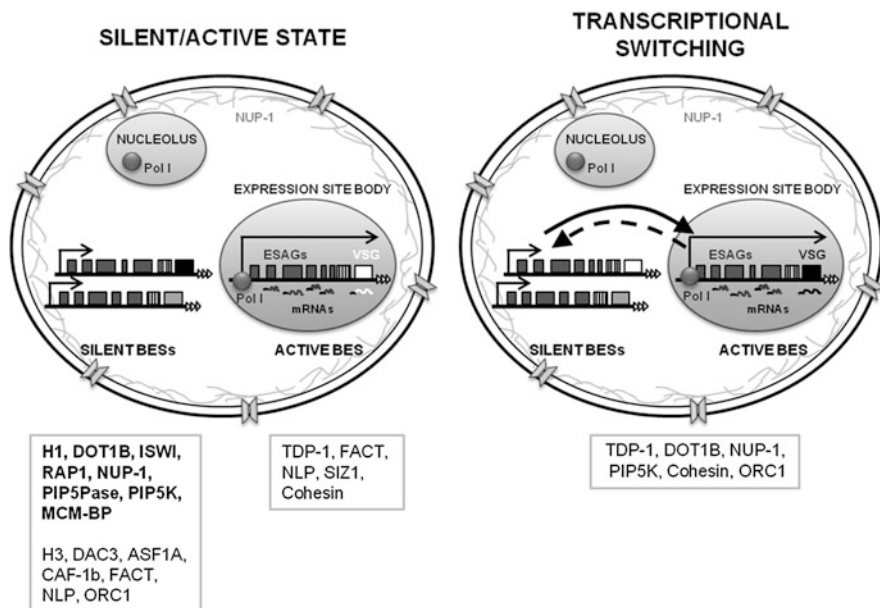 SILENT/ACTIVE STATE
NUP-1
NUCLEOLUS
Pol I
EXPRESSION SITE BODY
ESAGs
VSG
Pol I
mRNAs
SILENT BESs
ACTIVE BES
H1, DOT1B, ISWI,
RAP1, NUP-1,
PIP5Pase, PIP5K,
MCM-BP
H3, DAC3, ASF1A,
CAF-1b, FACT,
NLP, ORC1
TDP-1, FACT,
NLP, SIZ1,
Cohesin
TRANSCRIPTIONAL
SWITCHING
NUP-1
NUCLEOLUS
Pol I
EXPRESSION SITE BODY
ESAGs
VSG
Pol I
mRNAs
SILENT BESs
ACTIVE BES
TDP-1, DOT1B, NUP-1,
PIP5K, Cohesin, ORC1